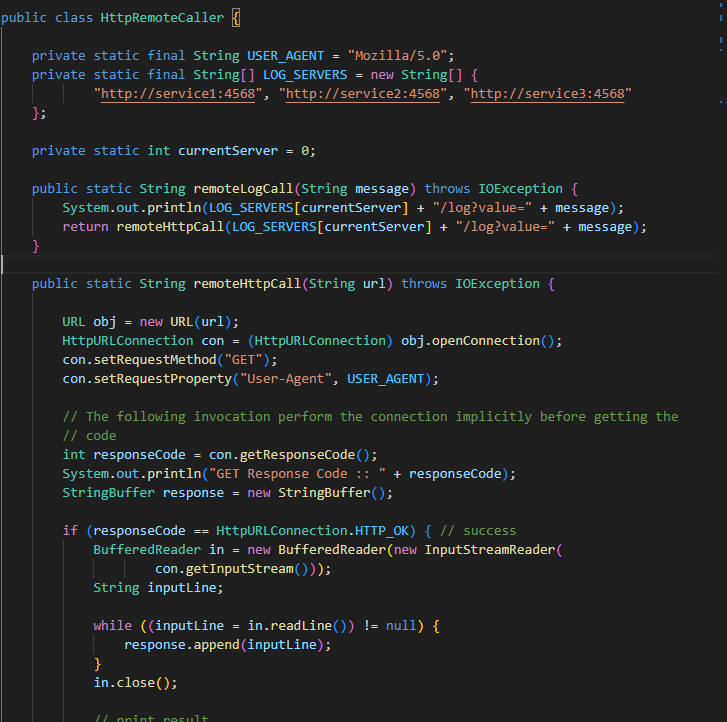 public class HttpRemoteCaller {
private static final String USER_AGENT = "Mozilla/5.0";
private static final String[] LOG_SERVERS = new String[] {
"http://service1:4568", "http://service2:4568", "http://service3:4568"
};
private static int currentServer = 0;
public static String remoteLogCall(String message) throws IOException {
System.out.println(LOG_SERVERS[currentServer] + "/log?value=" + message);
return remoteHttpCall(LOG_SERVERS[currentServer] + "/log?value=" + message);
}
public static String remoteHttpCall(String url) throws IOException {
URL obj = new URL(url);
HttpURLConnection con = (HttpURLConnection) obj.openConnection();
con.setRequestMethod("GET");
con.setRequestProperty("User-Agent", USER_AGENT);
// The following invocation perform the connection implicitly before getting the
// code
int responseCode = con.getResponseCode();
System.out.println("GET Response Code :: " + responseCode);
StringBuffer response = new StringBuffer();
if (responseCode == HttpURLConnection.HTTP_OK) { // success
BufferedReader in = new BufferedReader(new InputStreamReader(
con.getInputStream()));
String inputLine;
while ((inputLine = in.readLine()) != null) {
response.append(inputLine);
}
in.close();
// print result